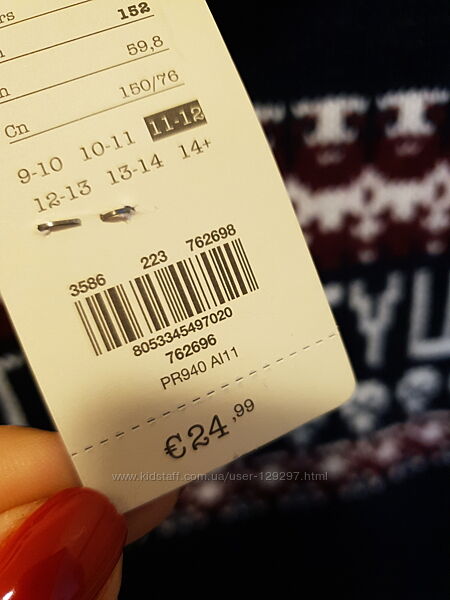 rs 152
59,8
n 
Cn 150/76
9-10 10-11 11-12
12-13 13-14 14+
3586 223 762698
8053345497020
762696
PR940 AI11
€24,99
www.kidstaff.com.ua/user-129297.html
YU